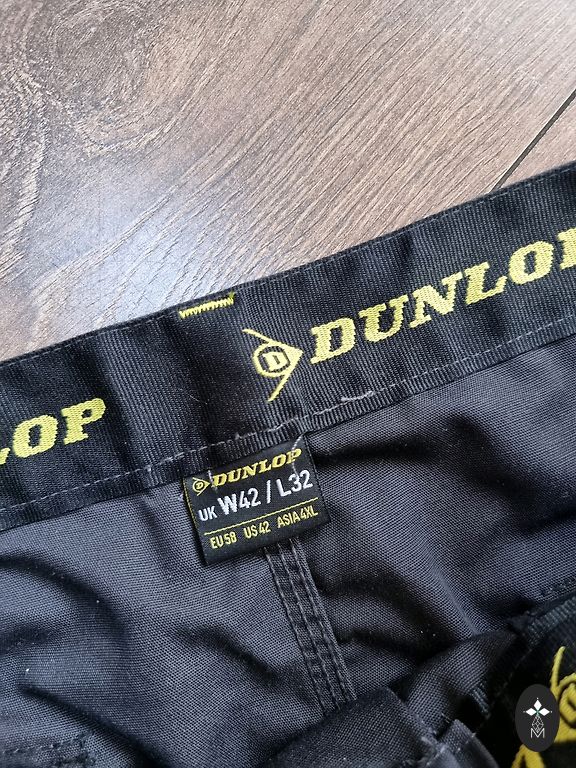 LOP
D DUNLOP
DUNLOP
UK W42 / L32
EU 58 US 42 ASIA 4XL
M